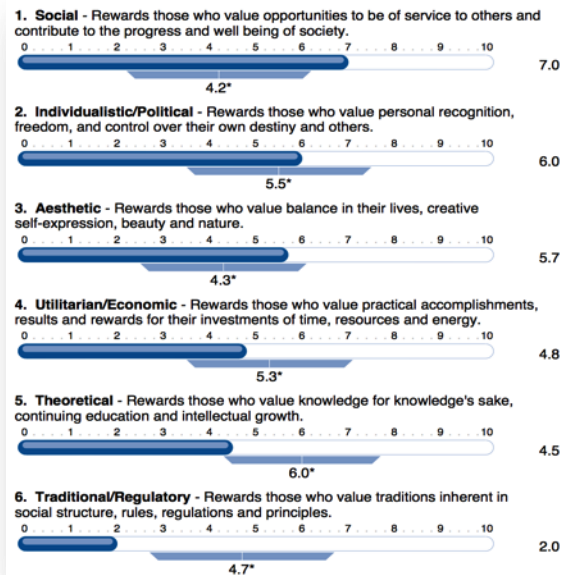 1. Social - Rewards those who value opportunities to be of service to others and
contribute to the progress and well being of society.
0 . . . . 1 . . . . 2 . . . . 3 . . . . 4 . . . . 5 . . . . 6 . . . . 7 . . . . 8 . . . . 9 . . . . 10
7.0
4.2*
2. Individualistic/Political - Rewards those who value personal recognition,
freedom, and control over their own destiny and others.
0 . . . . 1 . . . . 2 . . . . 3 . . . . 4 . . . . 5 . . . . 6 . . . . 7 . . . . 8 . . . . 9 . . . . 10
6.0
5.5*
3. Aesthetic - Rewards those who value balance in their lives, creative
self-expression, beauty and nature.
0 . . . . 1 . . . . 2 . . . . 3 . . . . 4 . . . . 5 . . . . 6 . . . . 7 . . . . 8 . . . . 9 . . . . 10
5.7
4.3*
4. Utilitarian/Economic - Rewards those who value practical accomplishments,
results and rewards for their investments of time, resources and energy.
0 . . . . 1 . . . . 2 . . . . 3 . . . . 4 . . . . 5 . . . . 6 . . . . 7 . . . . 8 . . . . 9 . . . . 10
4.8
5.3*
5. Theoretical - Rewards those who value knowledge for knowledge's sake,
continuing education and intellectual growth.
0 . . . . 1 . . . . 2 . . . . 3 . . . . 4 . . . . 5 . . . . 6 . . . . 7 . . . . 8 . . . . 9 . . . . 10
4.5
6.0*
6. Traditional/Regulatory - Rewards those who value traditions inherent in
social structure, rules, regulations and principles.
0 . . . . 1 . . . . 2 . . . . 3 . . . . 4 . . . . 5 . . . . 6 . . . . 7 . . . . 8 . . . . 9 . . . . 10
2.0
4.7*